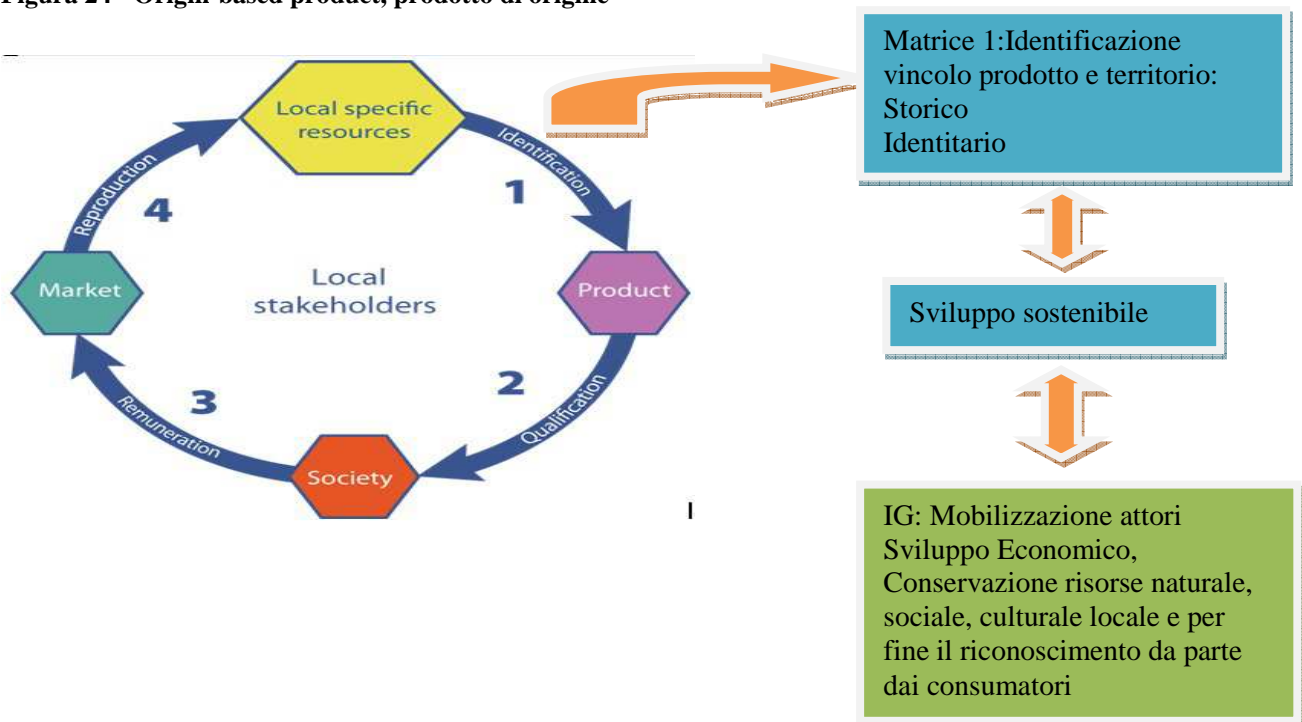 Figura 24 - Origin-based product, prodotto di origine
Local specific
resources
Identification
1
Product
2
Qualification
Society
Remuneration
3
Market
Reproduction
4
Local
stakeholders
Matrice 1:Identificazione
vincolo prodotto e territorio:
Storico
Identitario
Sviluppo sostenibile
IG: Mobilizzazione attori
Sviluppo Economico,
Conservazione risorse naturale,
sociale, culturale locale e per
fine il riconoscimento da parte
dai consumatori